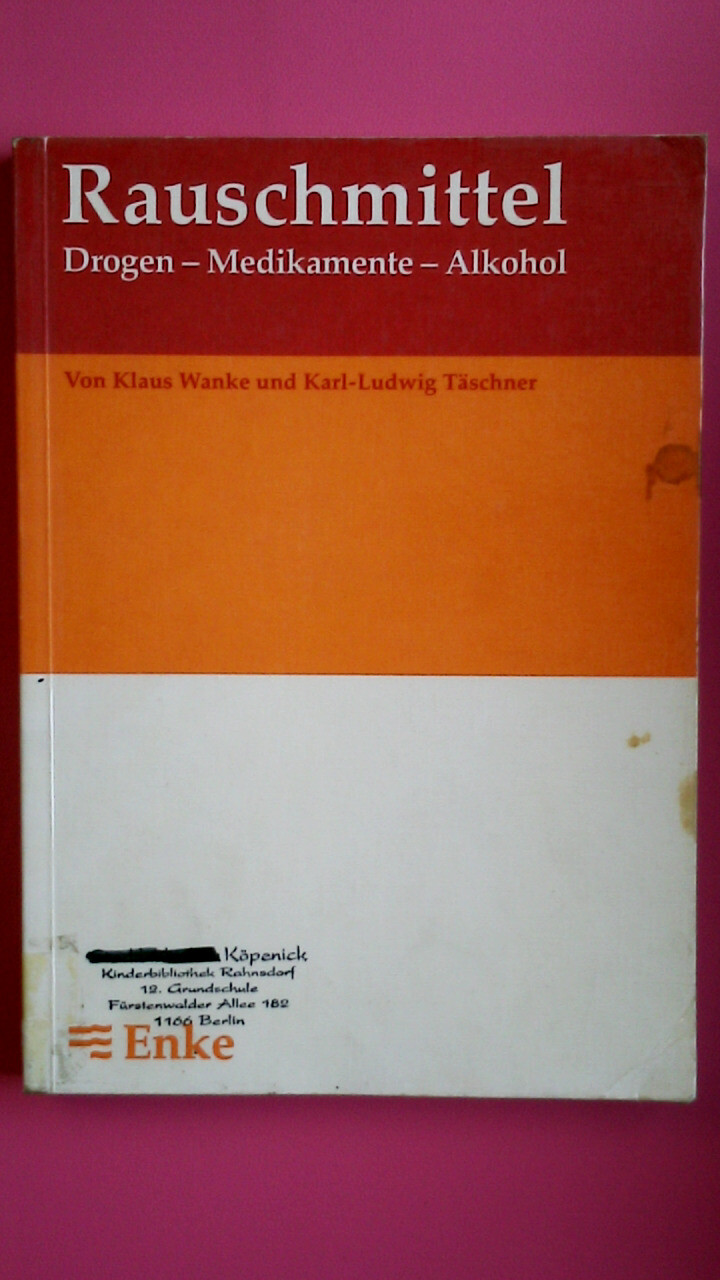 Rauschmittel
Drogen – Medikamente – Alkohol
Von Klaus Wanke und Karl-Ludwig Täschner
Köpenick
Kinderbibliothek Rahnsdorf
12. Grundschule
Fürstenwalder Allee 182
1166 Berlin
Enke